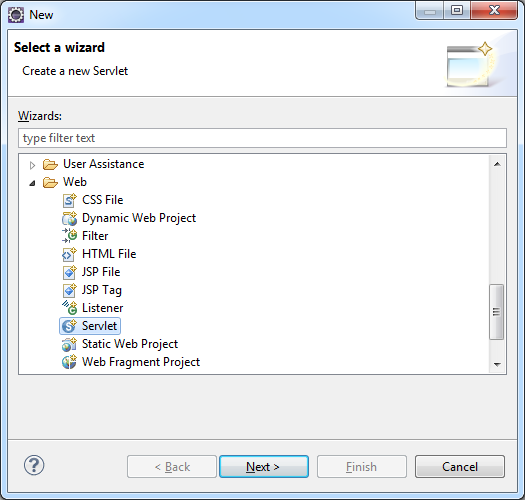 New
Select a wizard
Create a new Servlet
Wizards:
type filter text
User Assistance
Web
CSS File
Dynamic Web Project
Filter
HTML File
JSP File
JSP Tag
Listener
Servlet
Static Web Project
Web Fragment Project
? < Back Next > Finish Cancel